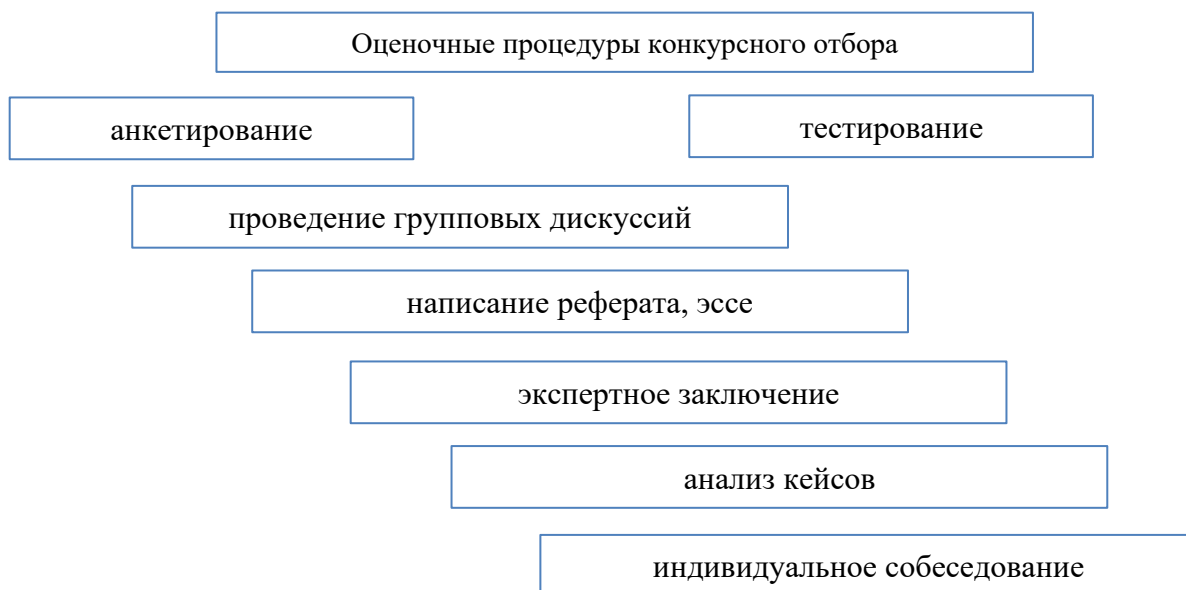 Оценочные процедуры конкурсного отбора
анкетирование
тестирование
проведение групповых дискуссий
написание реферата, эссе
экспертное заключение
анализ кейсов
индивидуальное собеседование